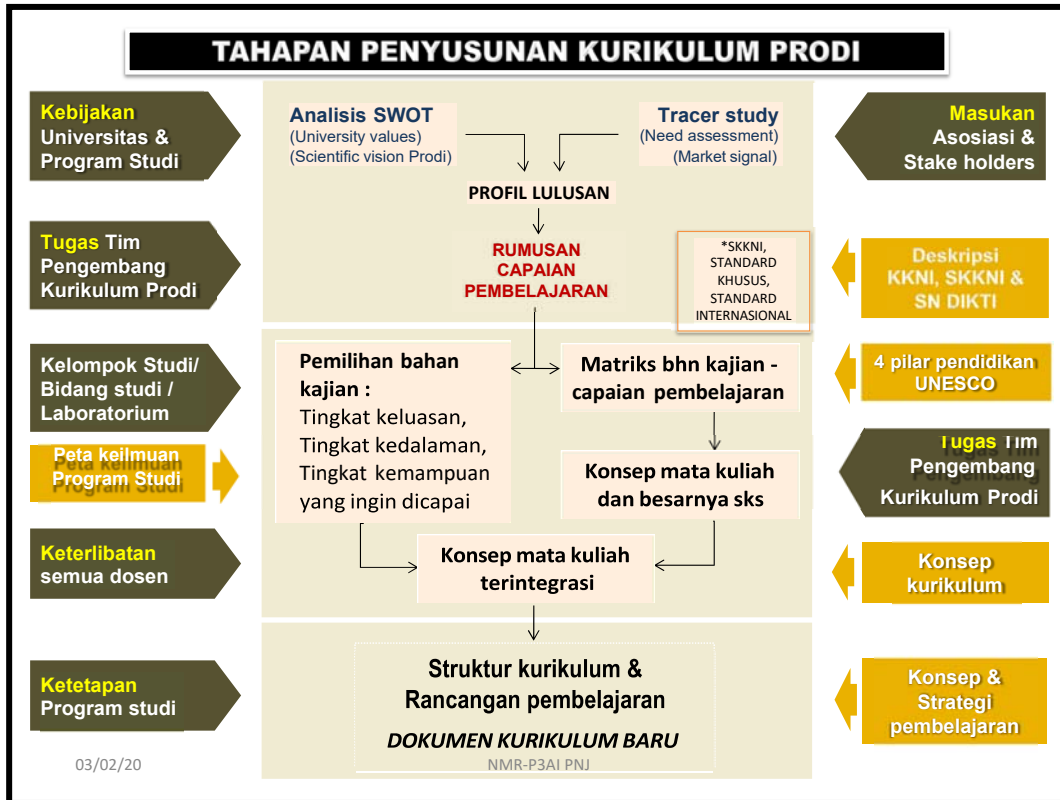 TAHAPAN PENYUSUNAN KURIKULUM PRODI
Kebijakan
Universitas &
Program Studi
Analisis SWOT
(University values)
(Scientific vision Prodi)
Tracer study
(Need assessment)
(Market signal)
Masukan
Asosiasi &
Stake holders
PROFIL LULUSAN
Tugas Tim
Pengembang
Kurikulum Prodi
RUMUSAN
CAPAIAN
PEMBELAJARAN
*SKKNI,
STANDARD
KHUSUS,
STANDARD
INTERNASIONAL
Deskripsi
KKNI, SKKNI &
SN DIKTI
Kelompok Studi/
Bidang studi /
Laboratorium
Pemilihan bahan
kajian :
Tingkat keluasan,
Tingkat kedalaman,
Tingkat kemampuan
yang ingin dicapai
Matriks bhn kajian -
capaian pembelajaran
4 pilar pendidikan
UNESCO
Peta keilmuan
Program Studi
Konsep mata kuliah
dan besarnya sks
Tugas Tim
Pengembang
Kurikulum Prodi
Keterlibatan
semua dosen
Konsep mata kuliah
terintegrasi
Konsep
kurikulum
Ketetapan
Program studi
Struktur kurikulum &
Rancangan pembelajaran
DOKUMEN KURIKULUM BARU
Konsep &
Strategi
pembelajaran
03/02/20
NMR-P3AI PNJ